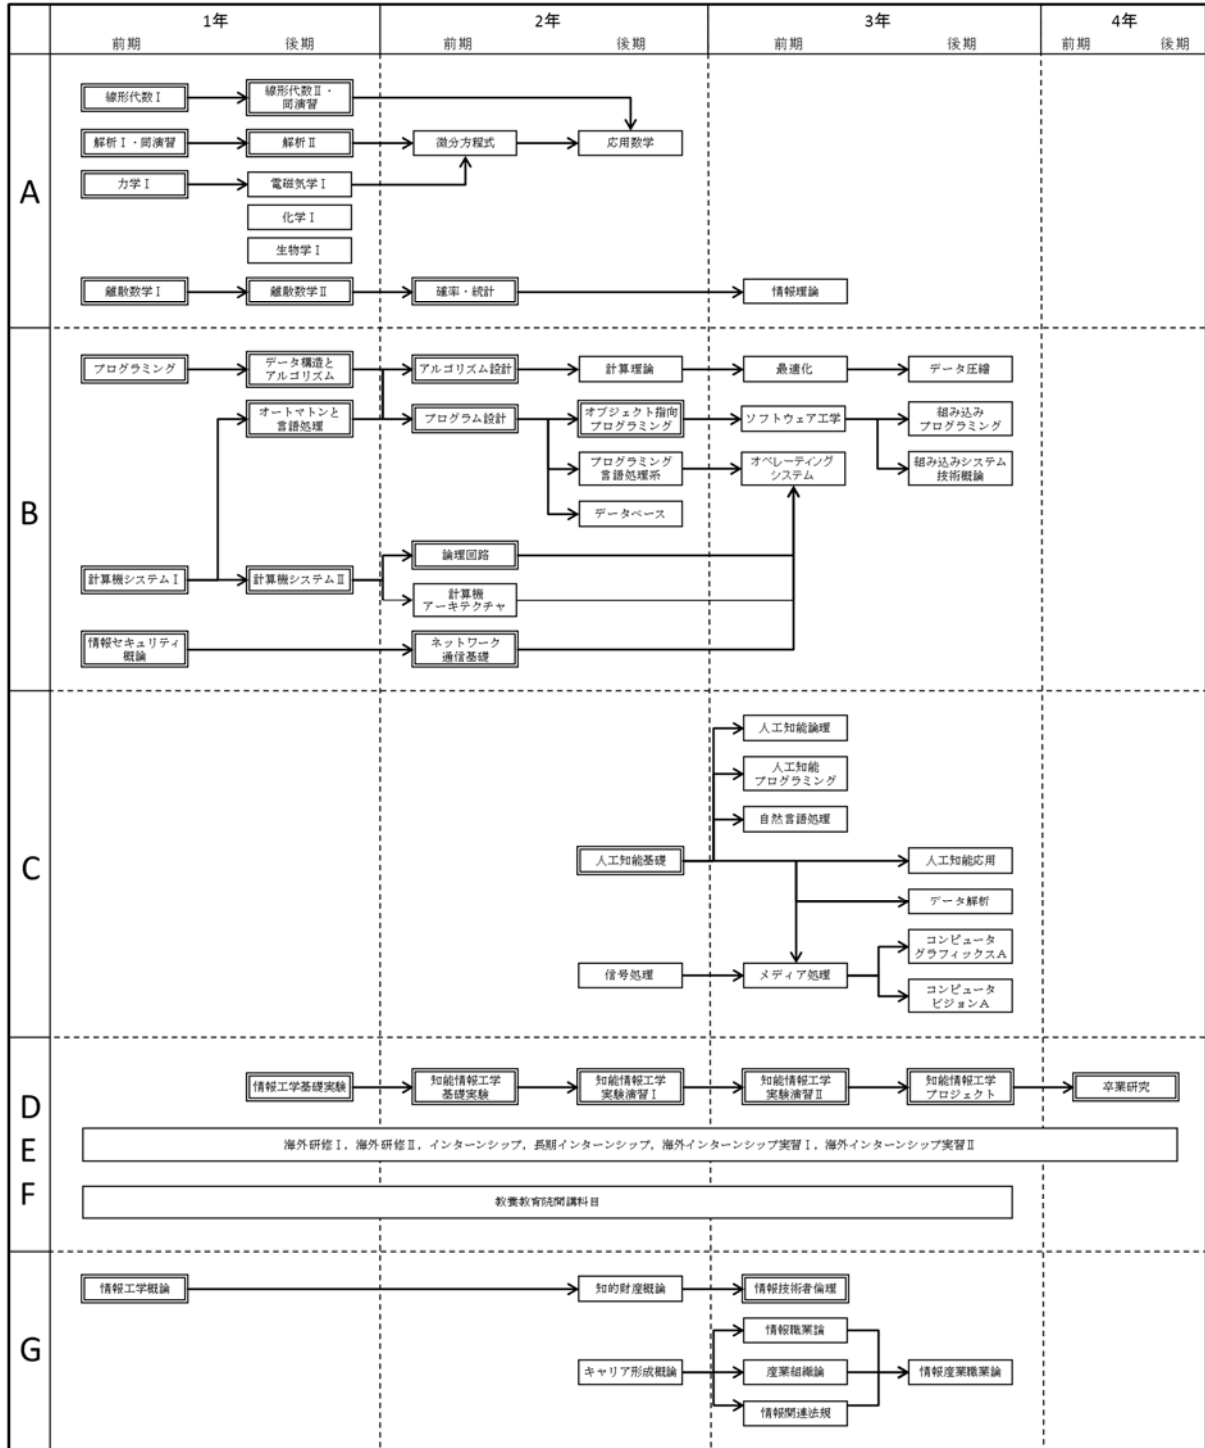 1年
2年
3年
4年
前期
後期
前期
後期
前期
後期
前期
後期
A
線形代数Ⅰ
線形代数Ⅱ・
同演習
解析Ⅰ・同演習
解析Ⅱ
微分方程式
応用数学
力学Ⅰ
電磁気学Ⅰ
化学Ⅰ
生物学Ⅰ
離散数学Ⅰ
離散数学Ⅱ
確率・統計
情報理論
B
プログラミング
データ構造と
アルゴリズム
アルゴリズム設計
計算理論
最適化
データ圧縮
オートマトンと
言語処理
プログラム設計
オブジェクト指向
プログラミング
ソフトウェア工学
組み込み
プログラミング
プログラミング
言語処理系
オペレーティング
システム
組み込みシステム
技術概論
データベース
論理回路
計算機システムⅠ
計算機システムⅡ
計算機
アーキテクチャ
情報セキュリティ
概論
ネットワーク
通信基礎
C
人工知能論理
人工知能
プログラミング
自然言語処理
人工知能基礎
人工知能応用
データ解析
コンピュータ
グラフィックスA
信号処理
メディア処理
コンピュータ
ビジョンA
D
E
F
情報工学基礎実験
知能情報工学
基礎実験
知能情報工学
実験演習Ⅰ
知能情報工学
実験演習Ⅱ
知能情報工学
プロジェクト
卒業研究
海外研修Ⅰ，海外研修Ⅱ，インターンシップ，長期インターンシップ，海外インターンシップ実習Ⅰ，海外インターンシップ実習Ⅱ
教養教育院開講科目
G
情報工学概論
知的財産概論
情報技術者倫理
情報職業論
キャリア形成概論
産業組織論
情報産業職業論
情報関連法規